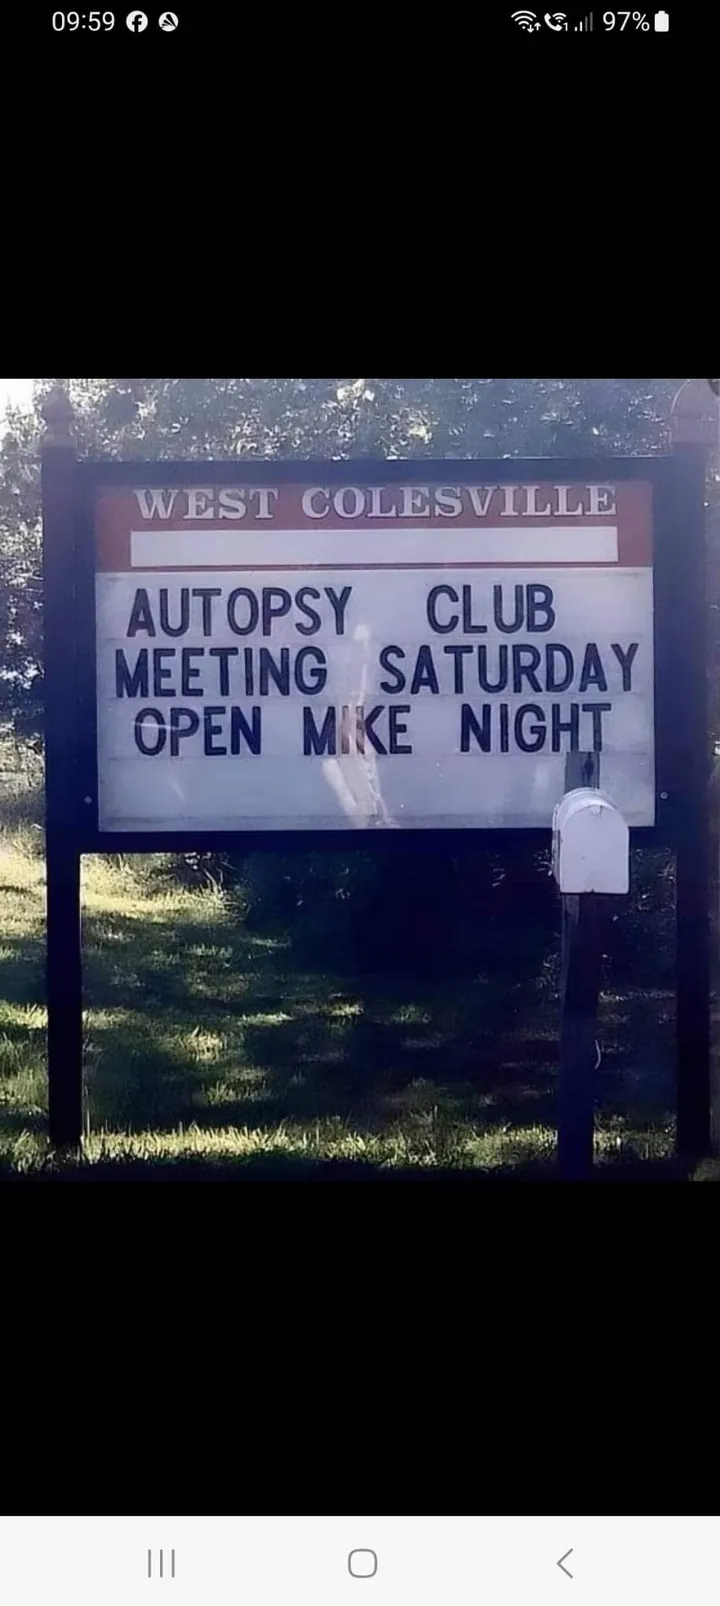 09:59 97%
WEST COLESVILLE
AUTOPSY CLUB
MEETING SATURDAY
OPEN MIKE NIGHT